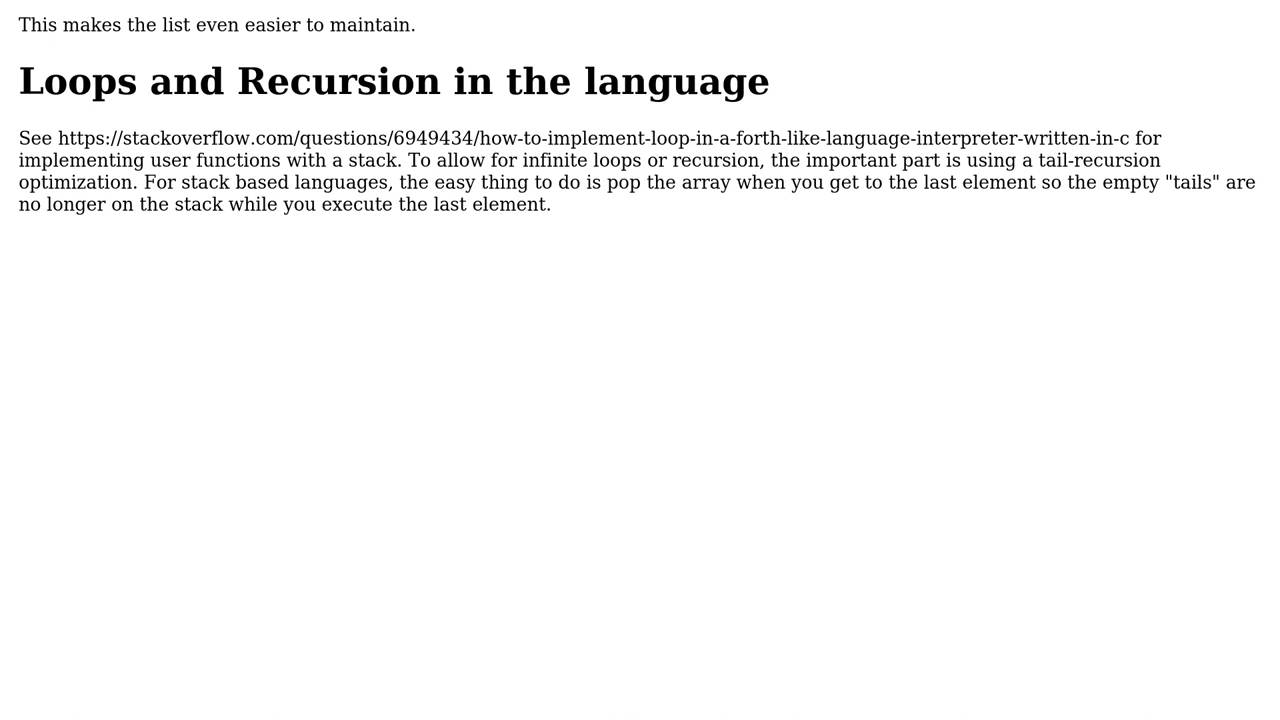 This makes the list even easier to maintain.
Loops and Recursion in the language
See https://stackoverflow.com/questions/6949434/how-to-implement-loop-in-a-forth-like-language-interpreter-written-in-c for
implementing user functions with a stack. To allow for infinite loops or recursion, the important part is using a tail-recursion
optimization. For stack based languages, the easy thing to do is pop the array when you get to the last element so the empty "tails" are
no longer on the stack while you execute the last element.